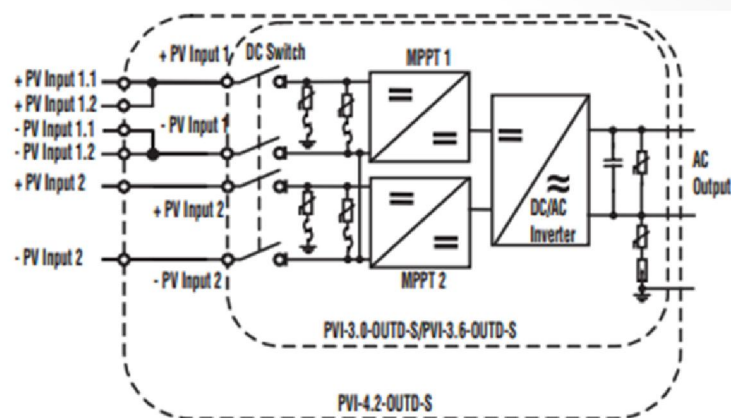 + PV Input 1
DC Switch
MPPT 1
+ PV Input 1.1
+ PV Input 1.2
- PV Input 1.1
- PV Input 1
- PV Input 1.2
AC
Output
+ PV Input 2
+ PV Input 2
DC/AC
Inverter
- PV Input 2
- PV Input 2
MPPT 2
PVI-3.0-OUTD-S/PVI-3.6-OUTD-S
PVI-4.2-OUTD-S